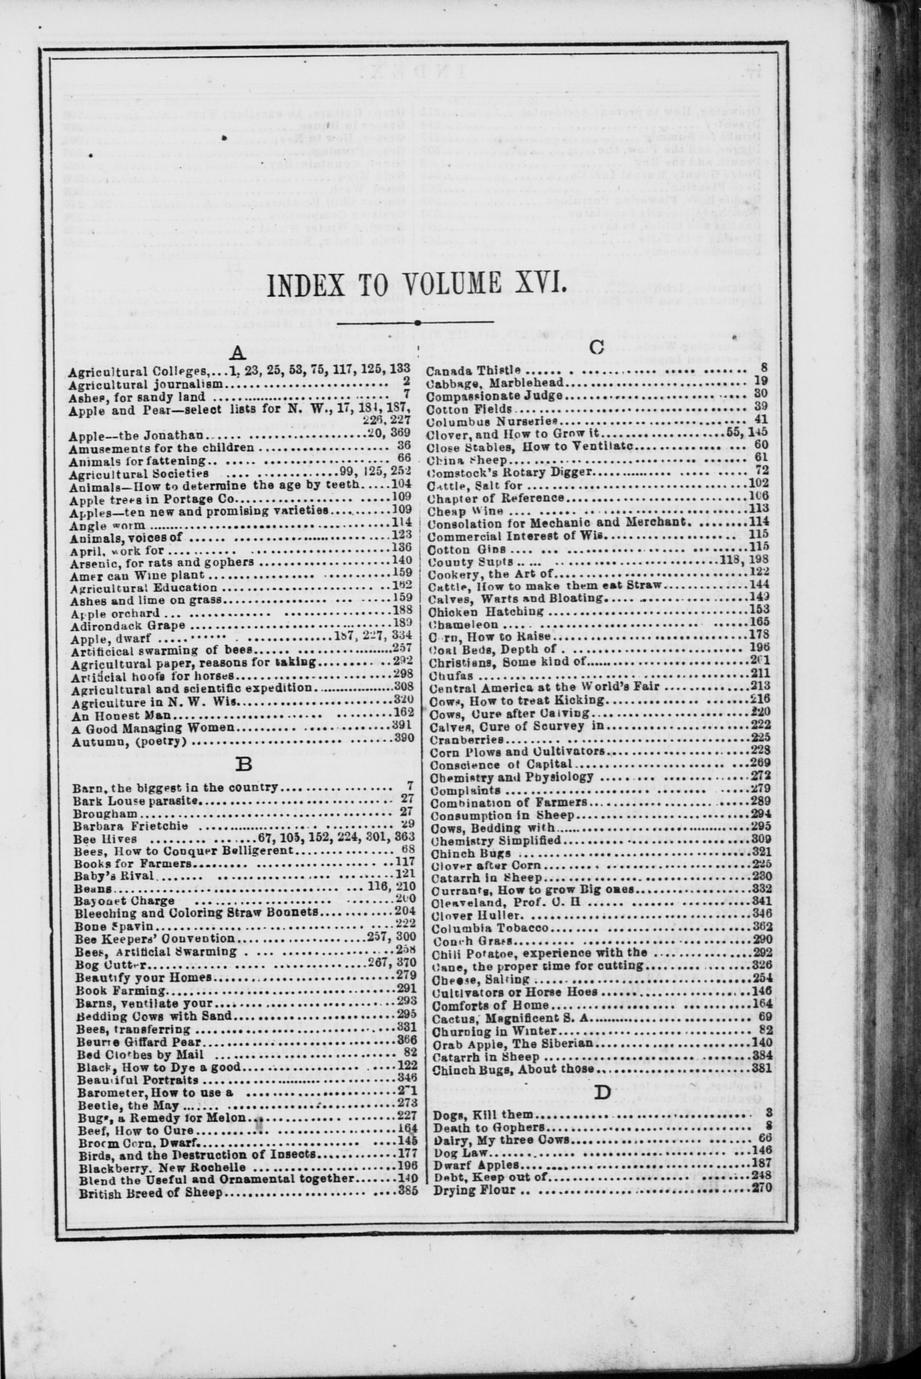 INDEX TO VOLUME XVI.
A
Agricultural Colleges,...1, 23, 25, 53, 75, 117, 125, 133
Agricultural journalism........ 2
Ashes, for sandy land ........ 7
Apple and Pear—select lists for N. W., 17, 184, 187,
226, 227
Apple—the Jonathan........20, 369
Amusements for the children ........ 36
Animals for fattening........ 66
Agricultural Societies ........99, 125, 252
Animals—How to determine the age by teeth.....104
Apple trees in Portage Co........109
Apples—ten new and promising varieties........109
Angle worm ........114
Animals, voices of ........123
April, work for ........136
Arsenic, for rats and gophers ........140
Amer can Wine plant ........159
Agricultural Education ........162
Ashes and lime on grass........159
Apple orchard ........188
Adirondack Grape ........189
Apple, dwarf ........187, 227, 334
Artificical swarming of bees........257
Agricultural paper, reasons for taking........292
Artificial hoofs for horses........298
Agricultural and scientific expedition........308
Agriculture in N. W. Wis........320
An Honest Man........162
A Good Managing Women........391
Autumn, (poetry) ........390
B
Barn, the biggest in the country........ 7
Bark Louse parasite........ 27
Brougham........ 27
Barbara Frietchie ........ 29
Bee Hives ........67, 105, 152, 224, 301, 363
Bees, How to Conquer Belligerent........ 68
Books for Farmers........117
Baby's Rival........121
Beans........116, 210
Bayonet Charge ........200
Bleeching and Coloring Straw Bonnets........204
Bone Spavin........222
Bee Keepers' Convention........257, 300
Bees, Artificial Swarming ........258
Bog Cutter........267, 370
Beautify your Homes........279
Book Farming........291
Barns, ventilate your........293
Bedding Cows with Sand........295
Bees, transferring ........331
Beurre Giffard Pear........366
Bed Clothes by Mail ........ 82
Black, How to Dye a good........122
Beautiful Portraits ........346
Barometer, How to use a ........271
Beetle, the May ........273
Bugs, a Remedy for Melon........227
Beef, How to Cure........164
Broom Corn, Dwarf........145
Birds, and the Destruction of Insects........177
Blackberry, New Rochelle ........196
Blend the Useful and Ornamental together.......140
British Breed of Sheep........385
C
Canada Thistle ........ 8
Cabbage, Marblehead........ 19
Compassionate Judge........ 30
Cotton Fields ........ 39
Columbus Nurseries........ 41
Clover, and How to Grow it........55, 145
Close Stables, How to Ventilate........ 60
China Sheep........ 61
Comstock's Rotary Digger........ 72
Cattle, Salt for ........102
Chapter of Reference........106
Cheap Wine ........113
Consolation for Mechanic and Merchant. ........114
Commercial Interest of Wis........ 115
Cotton Gins ........115
County Supts ........118, 198
Cookery, the Art of........122
Cattle, How to make them eat Straw........144
Calves, Warts and Bloating........149
Chicken Hatching ........153
Chameleon ........165
C rn, How to Raise........178
Coal Beds, Depth of ........ 196
Christians, Some kind of........201
Chufas ........211
Central America at the World's Fair ........213
Cows, How to treat Kicking........216
Cows, Cure after Calving........220
Calves, Cure of Scurvey in........222
Cranberries........225
Corn Plows and Cultivators........228
Conscience of Capital........269
Chemistry and Physiology ........272
Complaints ........279
Combination of Farmers........289
Consumption in Sheep........294
Cows, Bedding with........295
Chemistry Simplified........309
Chinch Bugs ........321
Clover after Corn........225
Catarrh in Sheep........230
Currants, How to grow Big ones........332
Cleaveland, Prof. C. H ........341
Clover Huller. ........346
Columbia Tobacco........362
Couch Grass........290
Chili Potatoe, experience with the ........292
Cane, the proper time for cutting........326
Cheese, Salting ........254
Cultivators or Horse Hoes ........146
Comforts of Home........164
Cactus, Magnificent S. A........ 69
Churning in Winter........ 82
Crab Apple, The Siberian........140
Catarrh in Sheep ........384
Chinch Bugs, About those........381
D
Dogs, Kill them........ 3
Death to Gophers........ 8
Dairy, My three Cows........ 66
Dog Law........146
Dwarf Apples........187
Debt, Keep out of........248
Drying Flour ........270